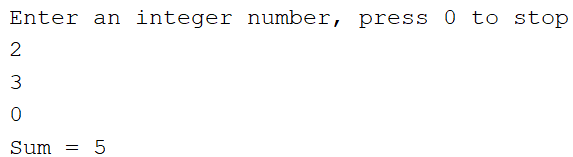 Enter an integer number, press 0 to stop
2
3
0
Sum = 5